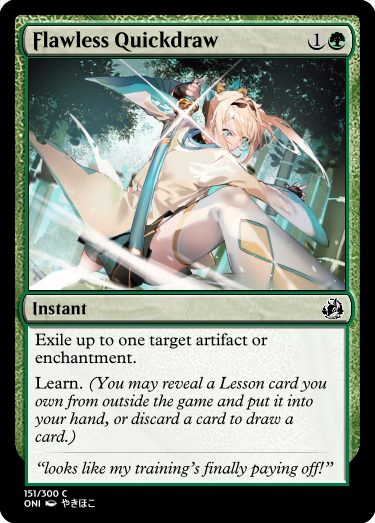 Flawless Quickdraw
Instant
Exile up to one target artifact or
enchantment.
Learn. (You may reveal a Lesson card you
own from outside the game and put it into
your hand, or discard a card to draw a
card.)
“looks like my training’s finally paying off!”
151/300 C
ONI やきほこ
1